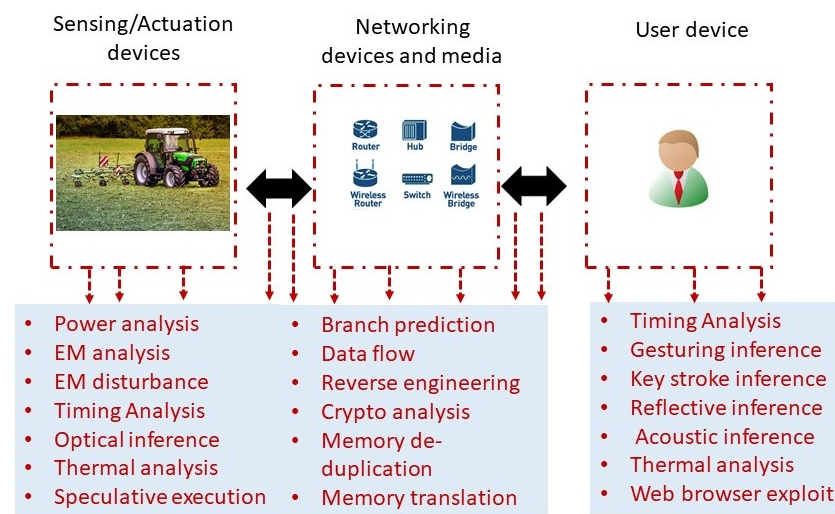 Sensing/Actuation
devices
Networking
devices and media
User device
Router
Hub
Bridge
Wireless
Router
Switch
Wireless
Bridge
• Power analysis
• EM analysis
• EM disturbance
• Timing Analysis
• Optical inference
• Thermal analysis
• Speculative execution
• Branch prediction
• Data flow
• Reverse engineering
• Crypto analysis
• Memory de-
duplication
• Memory translation
• Timing Analysis
• Gesturing inference
• Key stroke inference
• Reflective inference
• Acoustic inference
• Thermal analysis
• Web browser exploit